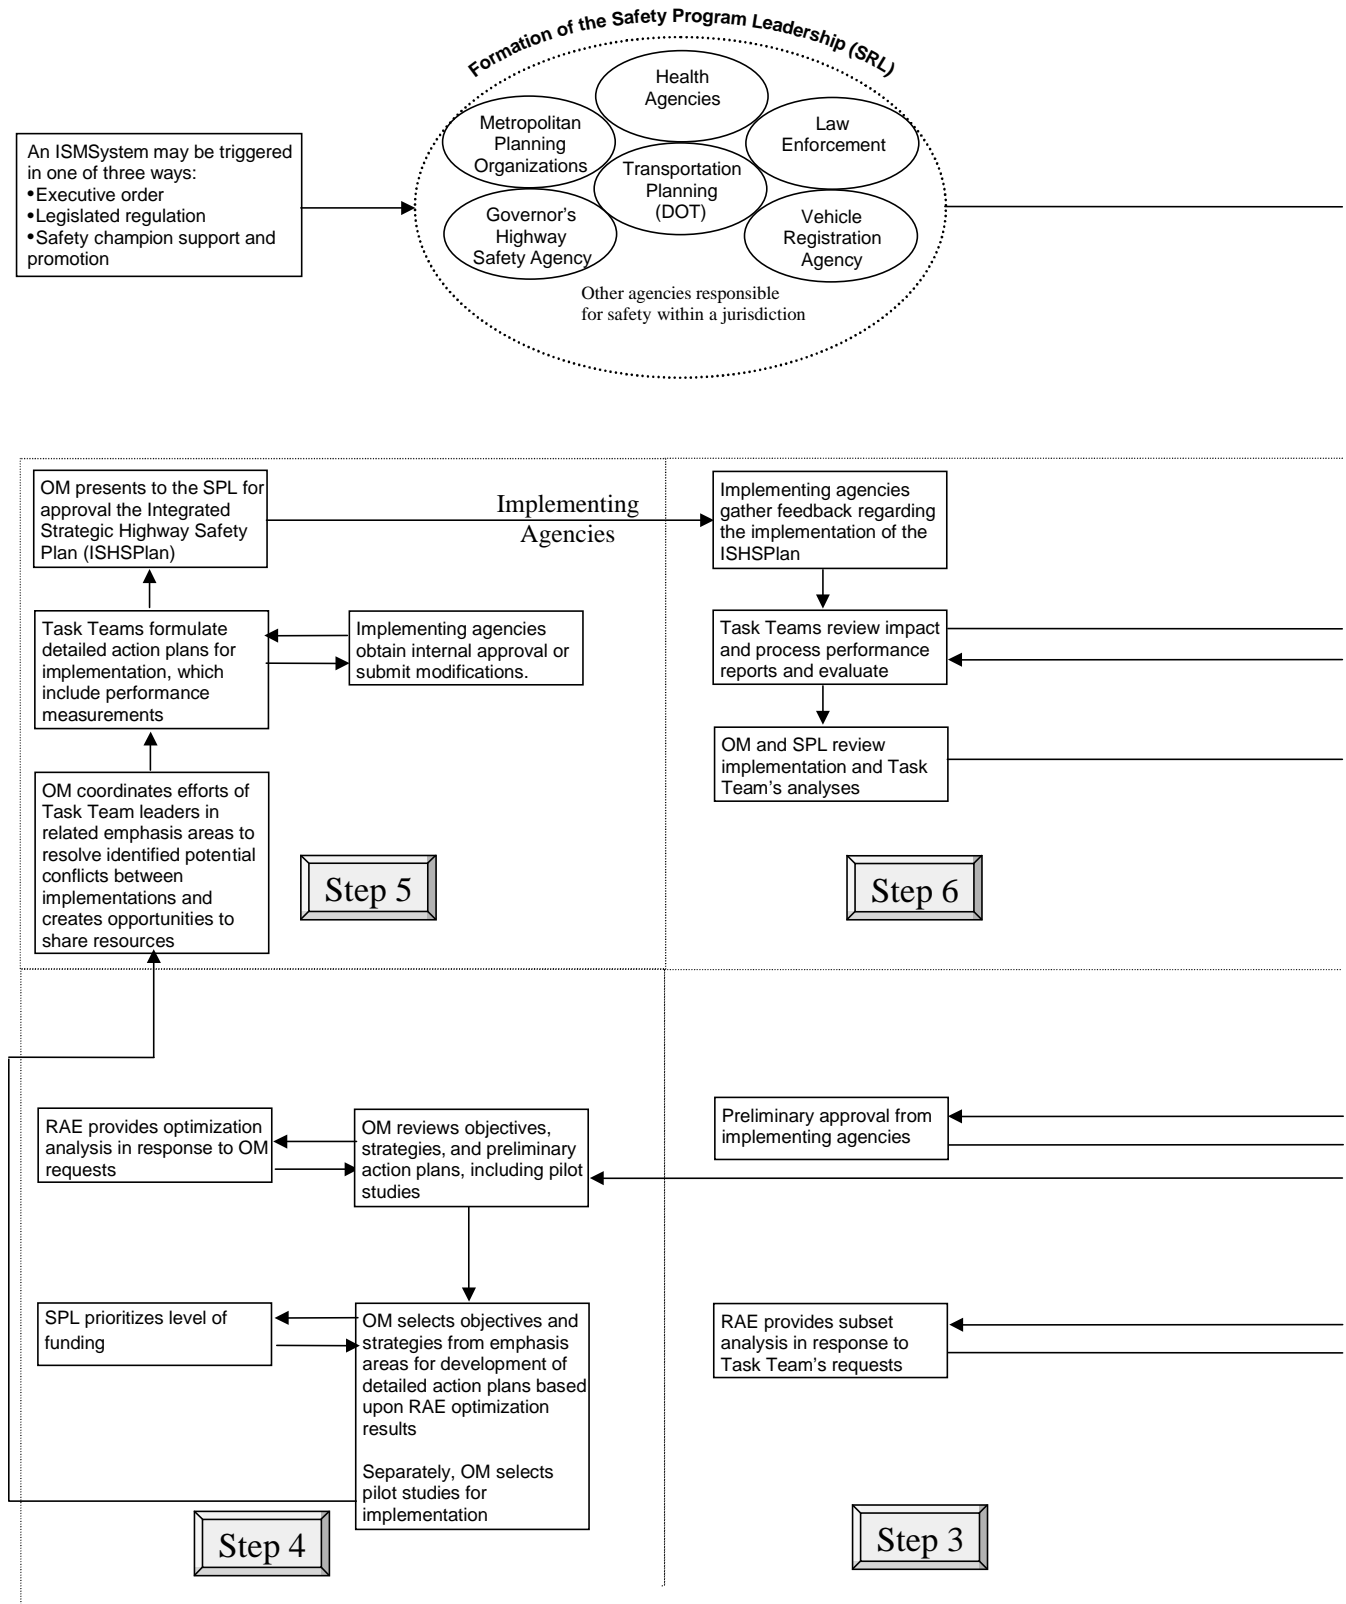 Formation of the Safety Program Leadership (SRL)
Health
Agencies
Metropolitan
Planning
Organizations
Law
Enforcement
Transportation
Planning
(DOT)
Governor's
Highway
Safety Agency
Vehicle
Registration
Agency
Other agencies responsible
for safety within a jurisdiction
An ISMSystem may be triggered
in one of three ways:
•Executive order
•Legislated regulation
•Safety champion support and
promotion
OM presents to the SPL for
approval the Integrated
Strategic Highway Safety
Plan (ISHSPlan)
Implementing
Agencies
Implementing agencies
gather feedback regarding
the implementation of the
ISHSPlan
Task Teams formulate
detailed action plans for
implementation, which
include performance
measurements
Implementing agencies
obtain internal approval or
submit modifications.
Task Teams review impact
and process performance
reports and evaluate
OM and SPL review
implementation and Task
Team's analyses
OM coordinates efforts of
Task Team leaders in
related emphasis areas to
resolve identified potential
conflicts between
implementations and
creates opportunities to
share resources
Step 5
Step 6
RAE provides optimization
analysis in response to OM
requests
OM reviews objectives,
strategies, and preliminary
action plans, including pilot
studies
Preliminary approval from
implementing agencies
SPL prioritizes level of
funding
OM selects objectives and
strategies from emphasis
areas for development of
detailed action plans based
upon RAE optimization
results
Separately, OM selects
pilot studies for
implementation
RAE provides subset
analysis in response to
Task Team's requests
Step 4
Step 3